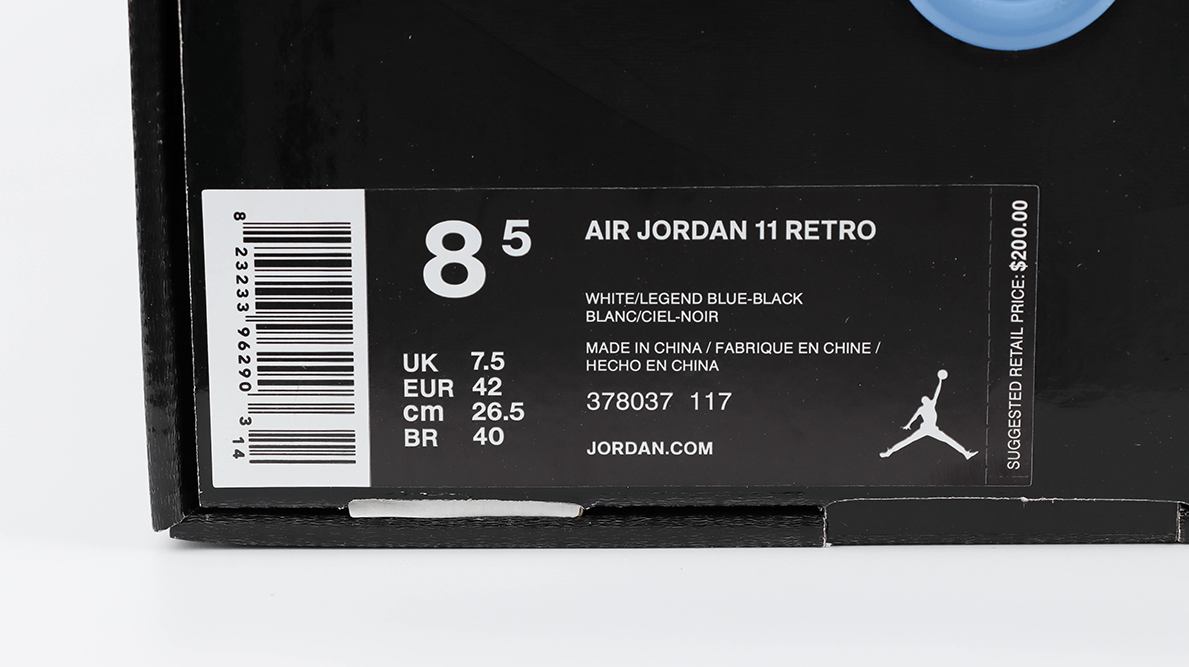 8 23233 96290 3 14
8 5
UK 7.5
EUR 42
cm 26.5
BR 40
AIR JORDAN 11 RETRO
WHITE/LEGEND BLUE-BLACK
BLANC/CIEL-NOIR
MADE IN CHINA / FABRIQUE EN CHINE /
HECHO EN CHINA
378037 117
JORDAN.COM
SUGGESTED RETAIL PRICE: $200.00